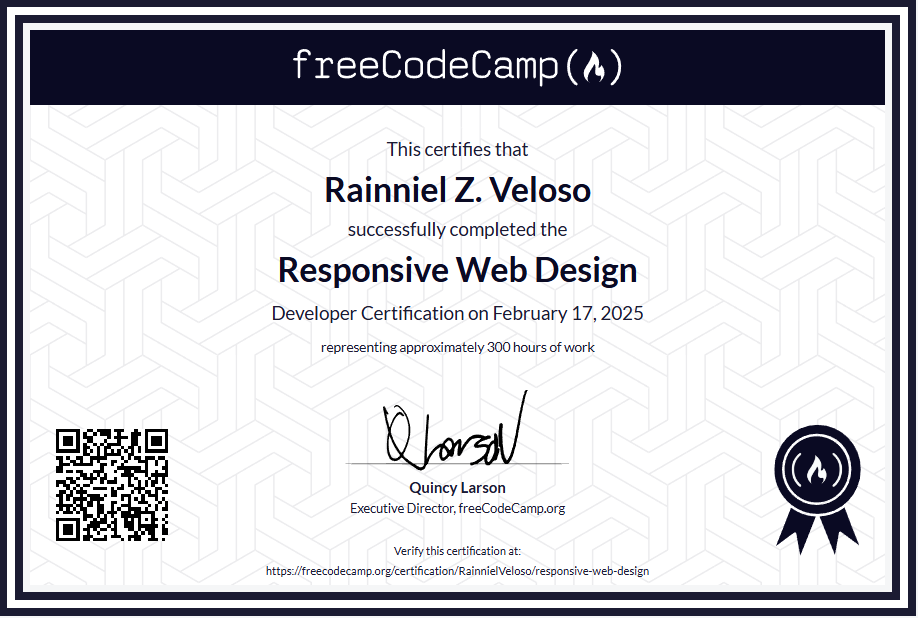 freeCodeCamp
This certifies that
Rainniel Z. Veloso
successfully completed the
Responsive Web Design
Developer Certification on February 17, 2025
representing approximately 300 hours of work
Quincy Larson
Executive Director, freeCodeCamp.org
Verify this certification at:
https://freecodecamp.org/certification/RainnielVeloso/responsive-web-design